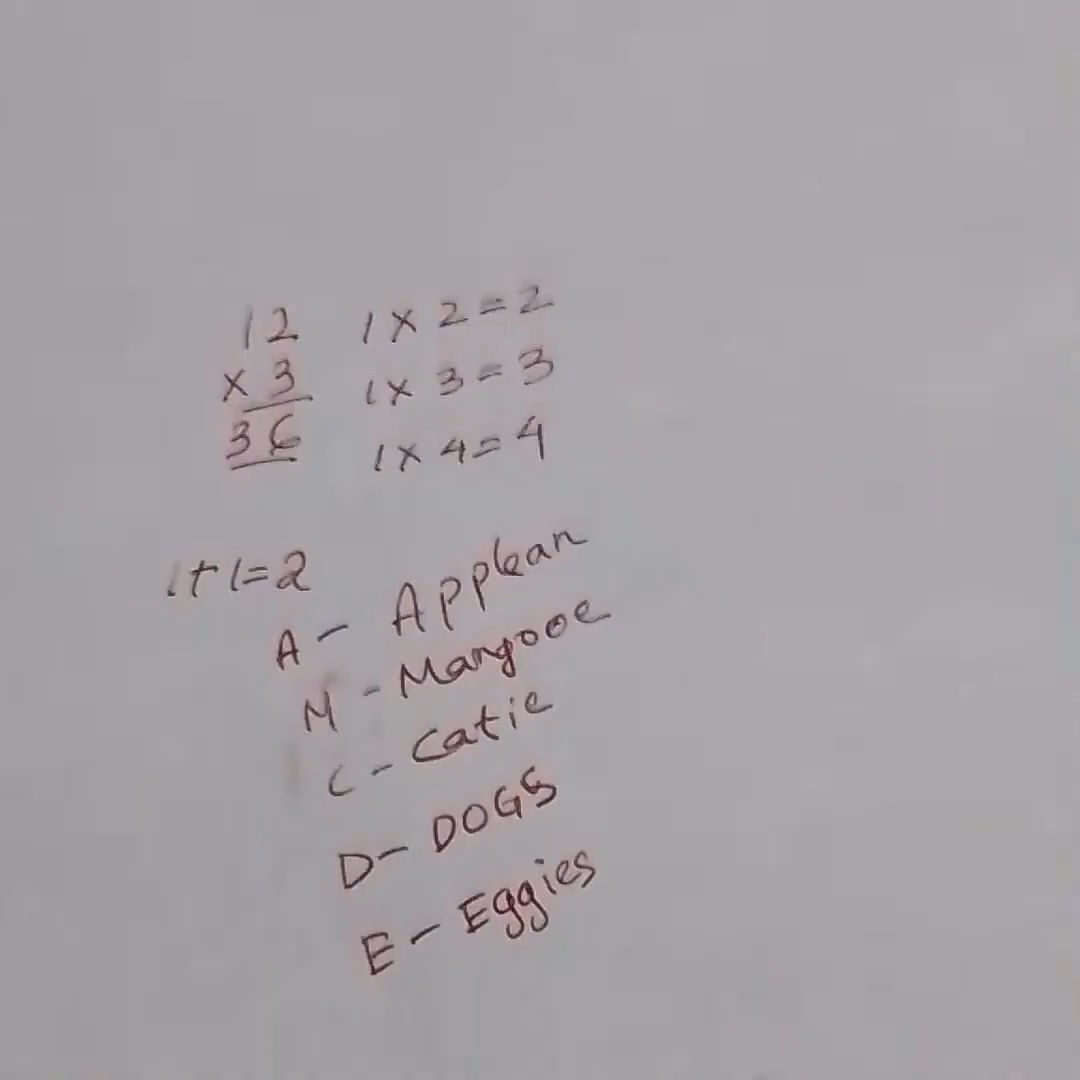 12
× 3
36
1 × 2 = 2
1 × 3 = 3
1 × 4 = 4
1+1=2
A - Applean
M - Mangooe
C - Catie
D - DOGS
E - Eggies